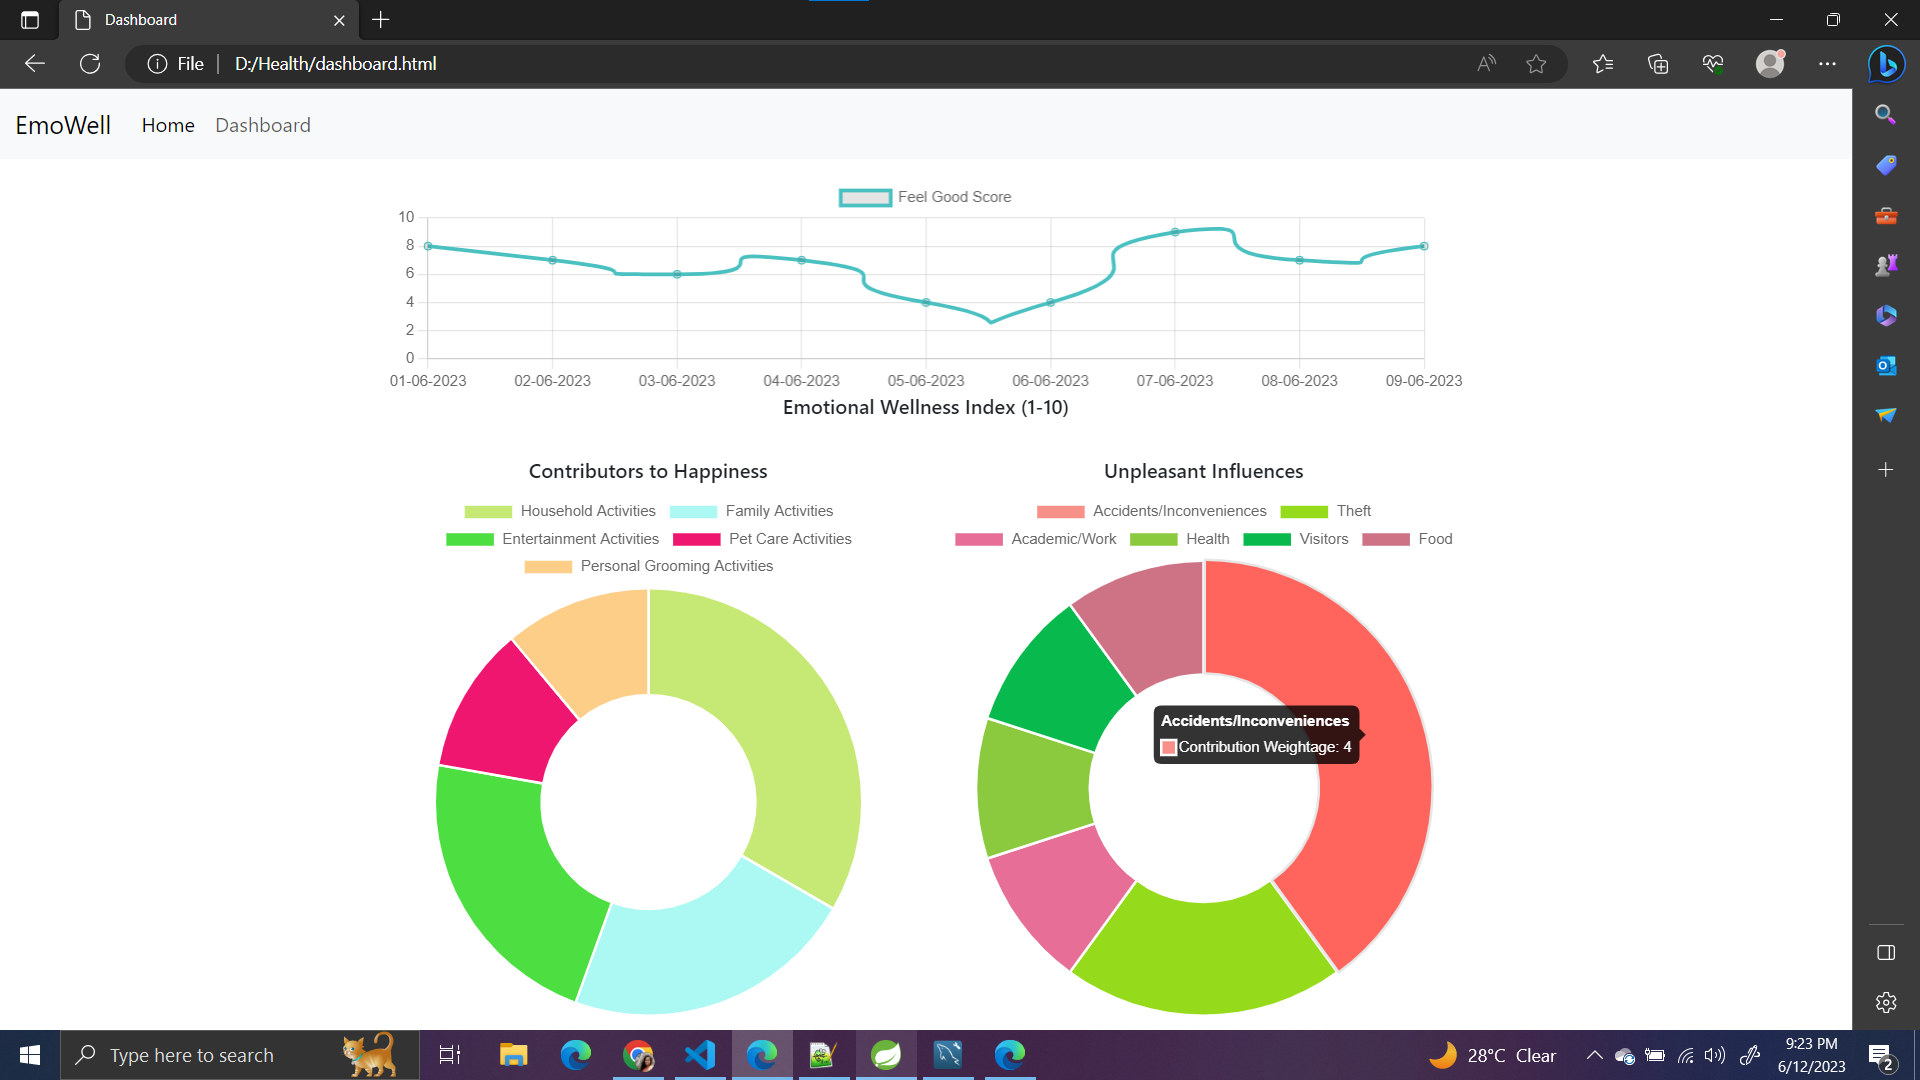 Dashboard
File
D:/Health/dashboard.html
EmoWell Home Dashboard
Feel Good Score
10
8
6
4
2
0
01-06-2023 02-06-2023 03-06-2023 04-06-2023 05-06-2023 06-06-2023 07-06-2023 08-06-2023 09-06-2023
Emotional Wellness Index (1-10)
Contributors to Happiness
Household Activities Family Activities
Entertainment Activities Pet Care Activities
Personal Grooming Activities
Unpleasant Influences
Accidents/Inconveniences Theft
Academic/Work Health Visitors Food
Accidents/Inconveniences
Contribution Weightage: 4
Type here to search
28°C Clear
9:23 PM
6/12/2023
2